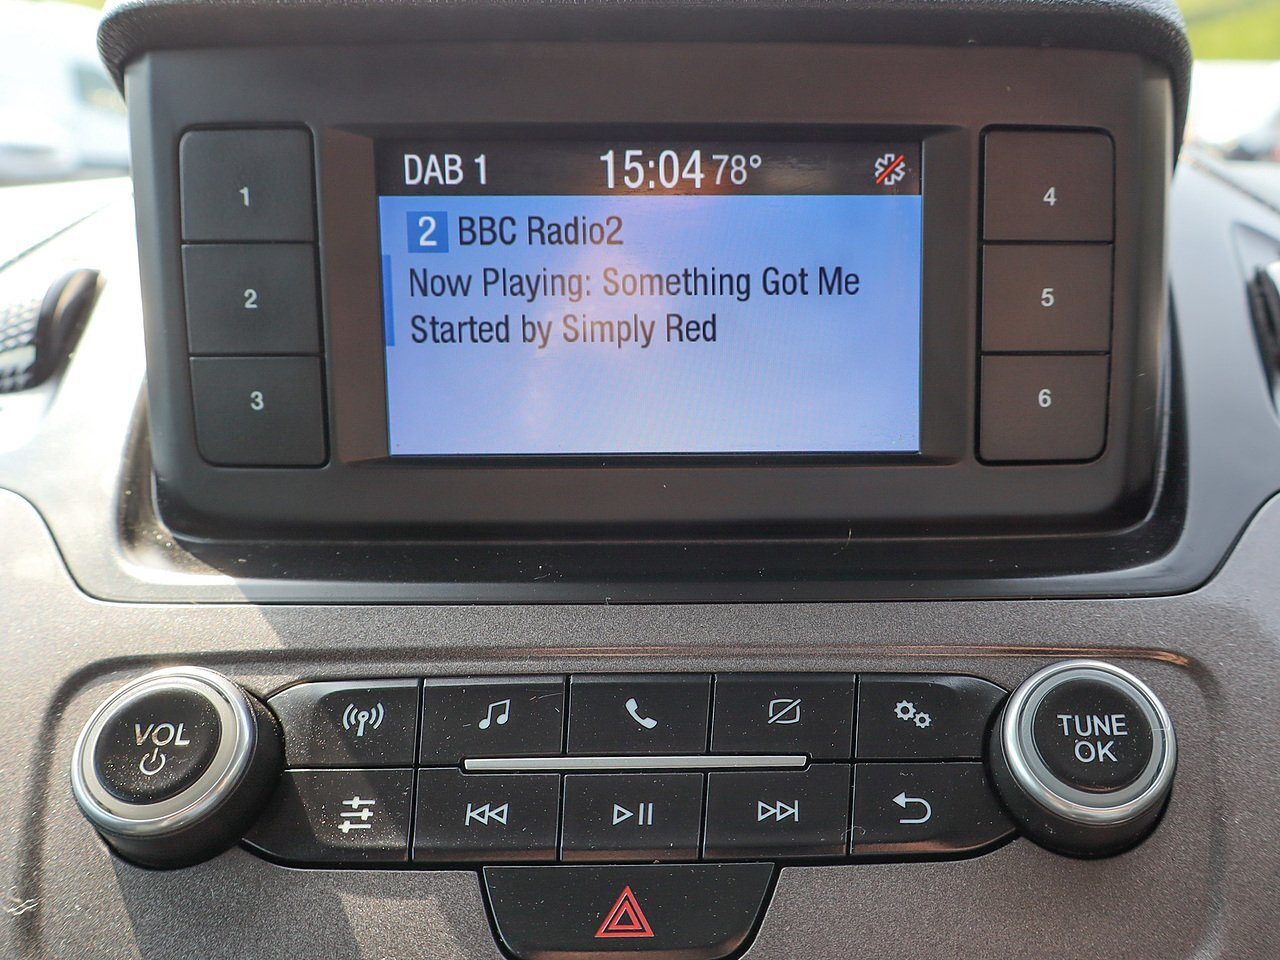 DAB 1 15:04 78°
2 BBC Radio2
Now Playing: Something Got Me
Started by Simply Red
1
2
3
4
5
6
VOL
TUNE
OK